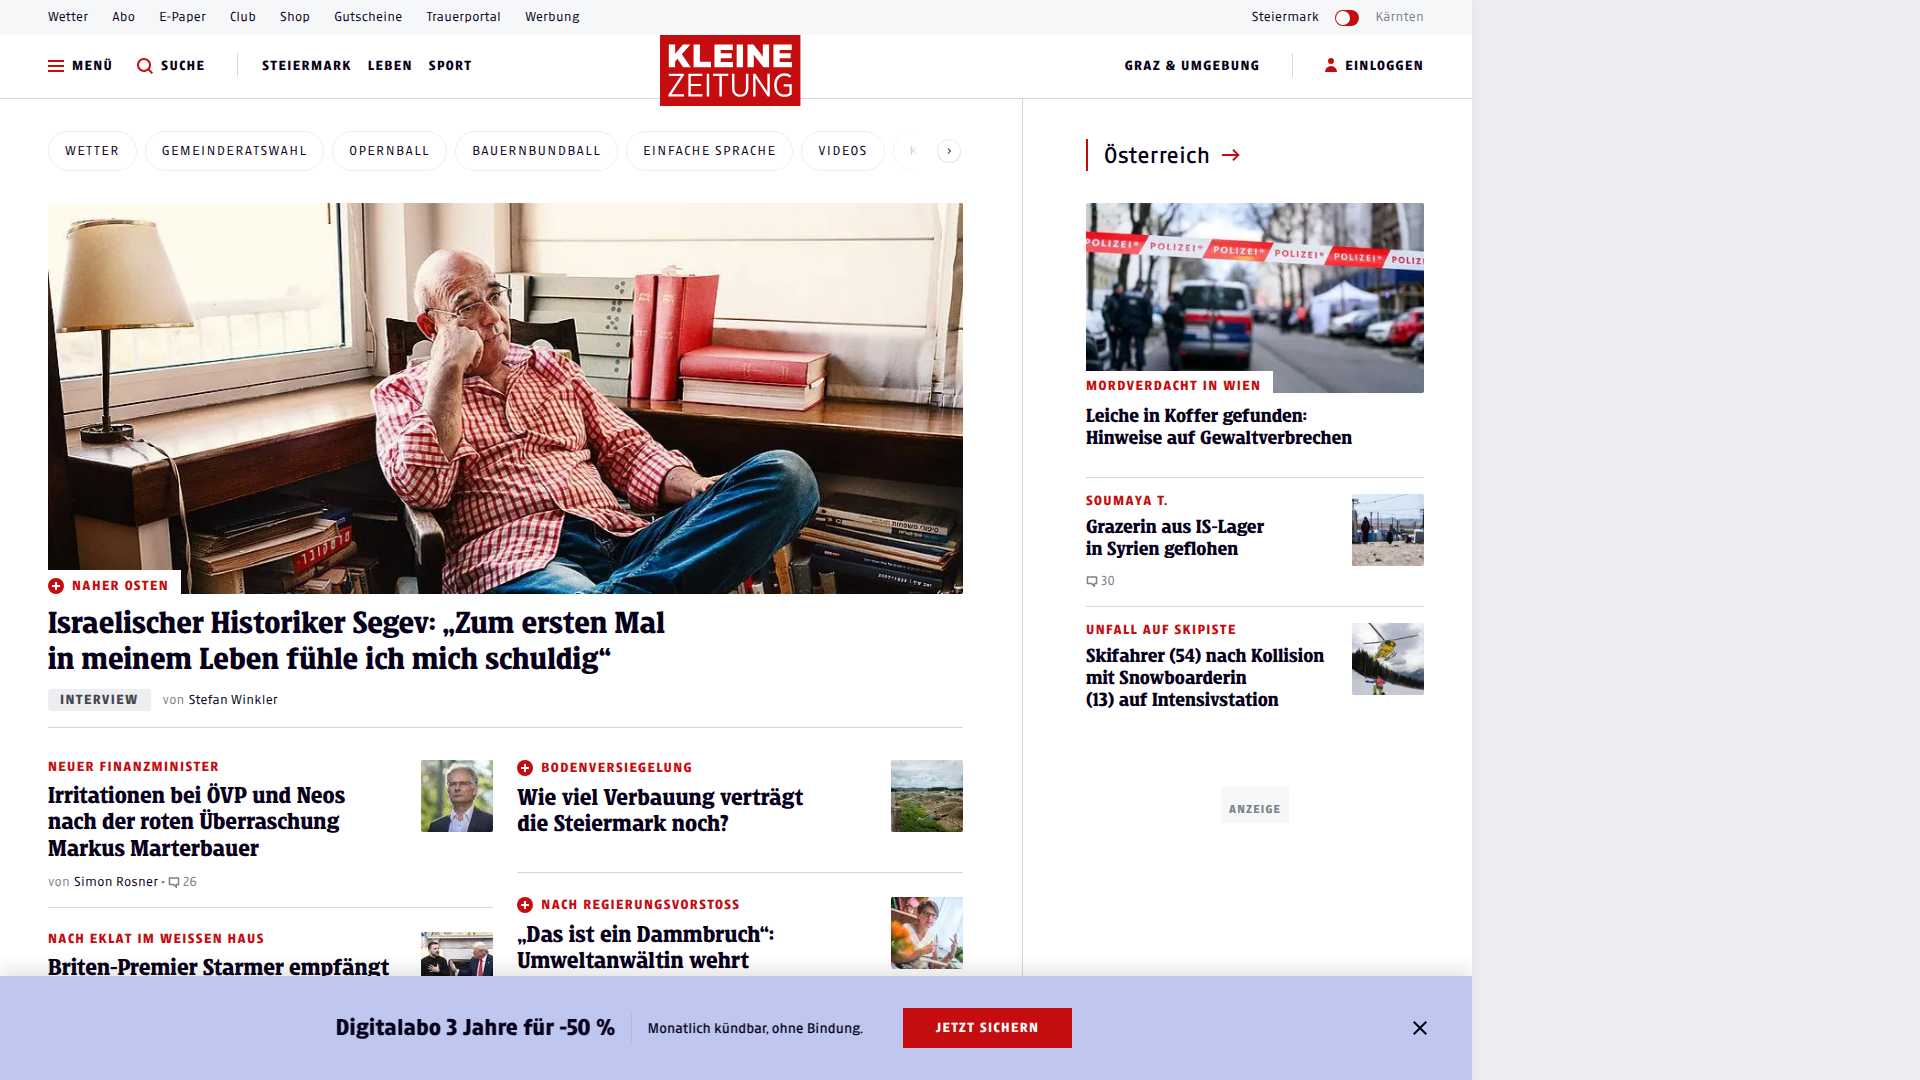 Wetter Abo E-Paper Club Shop Gutscheine Trauerportal Werbung Steiermark Kärnten
MENÜ SUCHE STEIERMARK LEBEN SPORT KLEINE ZEITUNG GRAZ & UMGEBUNG EINLOGGEN
WETTER GEMEINDERATSWAHL OPERNBALL BAUERNBUNDBALL EINFACHE SPRACHE VIDEOS K
NAHER OSTEN
Israelischer Historiker Segev: „Zum ersten Mal
in meinem Leben fühle ich mich schuldig“
INTERVIEW von Stefan Winkler
NEUER FINANZMINISTER
Irritationen bei ÖVP und Neos
nach der roten Überraschung
Markus Marterbauer
von Simon Rosner - 26
NACH EKLAT IM WEISSEN HAUS
Briten-Premier Starmer empfängt
BODENVERSIEGELUNG
Wie viel Verbauung verträgt
die Steiermark noch?
NACH REGIERUNGSVORSTOSS
„Das ist ein Dammbruch“:
Umweltanwältin wehrt
Österreich
POLIZEI POLIZEI POLIZEI POLIZEI POLIZEI POLIZ
MORDVERDACHT IN WIEN
Leiche in Koffer gefunden:
Hinweise auf Gewaltverbrechen
SOUMAYA T.
Grazerin aus IS-Lager
in Syrien geflohen
30
UNFALL AUF SKIPISTE
Skifahrer (54) nach Kollision
mit Snowboarderin
(13) auf Intensivstation
ANZEIGE
Digitalabo 3 Jahre für -50 % Monatlich kündbar, ohne Bindung. JETZT SICHERN